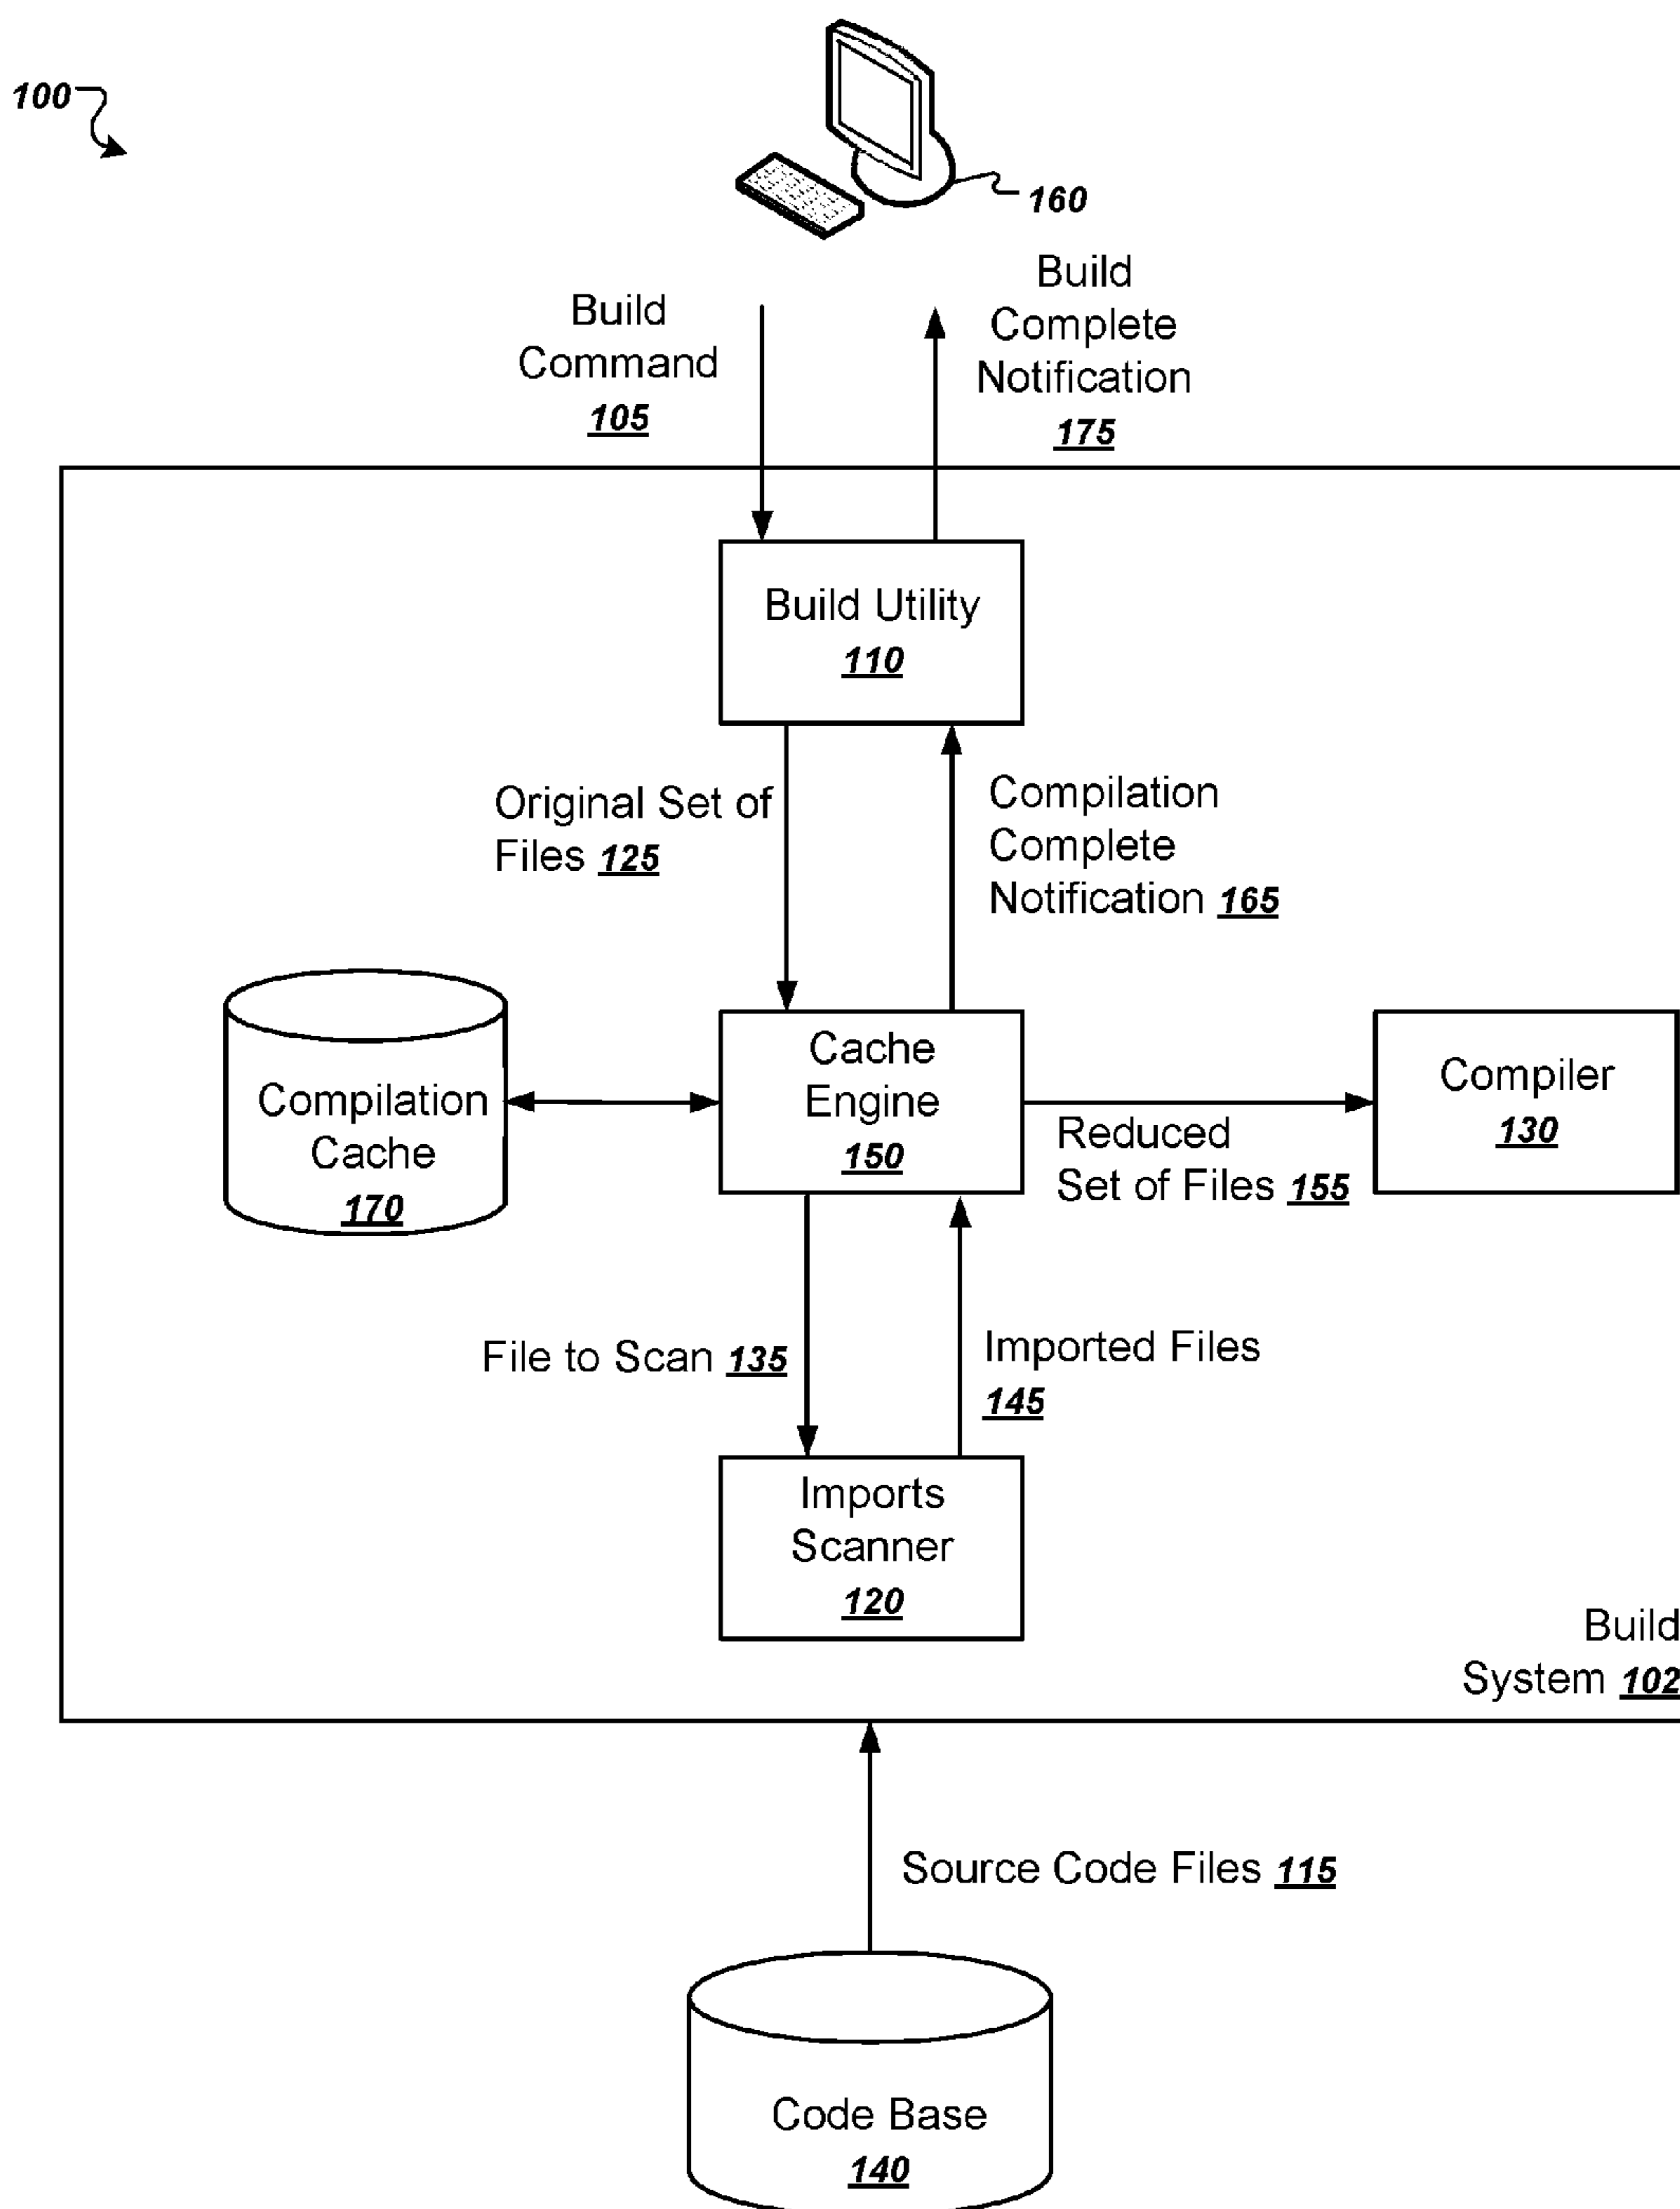 100
160
Build
Command
105
Build
Complete
Notification
175
Build Utility
110
Original Set of
Files 125
Compilation
Complete
Notification 165
Compilation
Cache
170
Cache
Engine
150
Reduced
Set of Files 155
Compiler
130
File to Scan 135
Imported Files
145
Imports
Scanner
120
Build
System 102
Source Code Files 115
Code Base
140